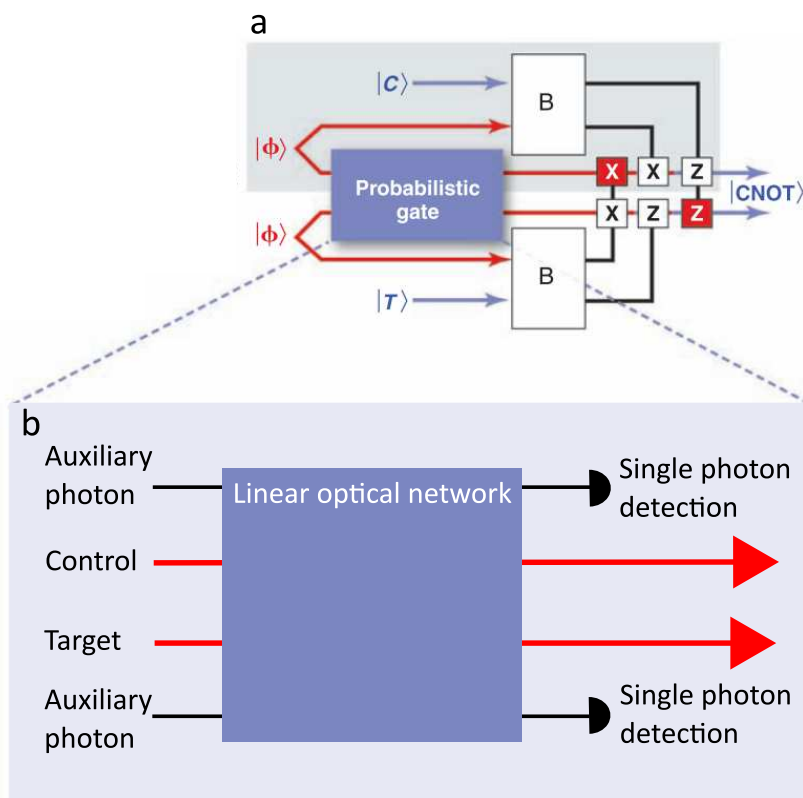 a
|C⟩
B
|ϕ⟩
Probabilistic
gate
X X Z
|CNOT⟩
X Z Z
|ϕ⟩
B
|T⟩
b
Auxiliary
photon
Linear optical network
Single photon
detection
Control
Target
Auxiliary
photon
Single photon
detection